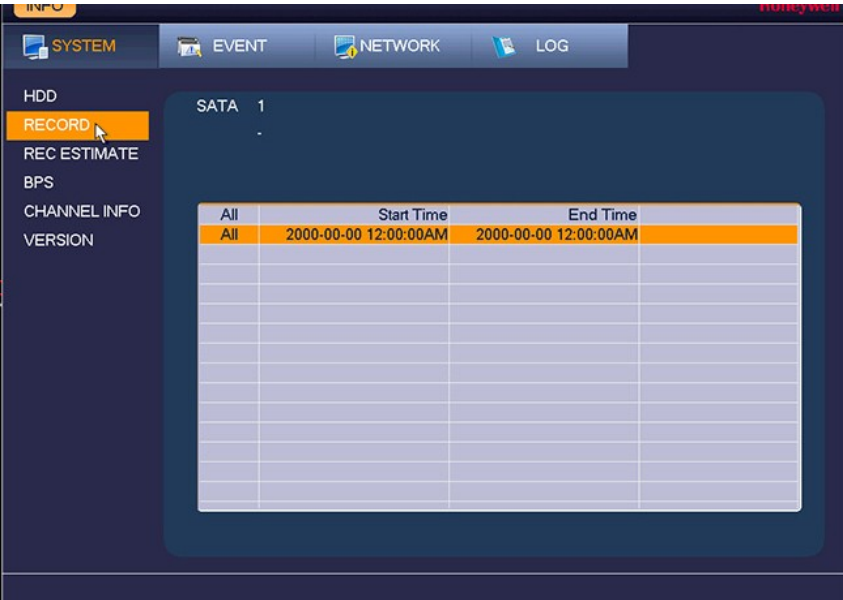 INFO
Honeywell
SYSTEM
EVENT
NETWORK
LOG
HDD
RECORD
REC ESTIMATE
BPS
CHANNEL INFO
VERSION
SATA 1
-
All Start Time End Time
All 2000-00-00 12:00:00AM 2000-00-00 12:00:00AM